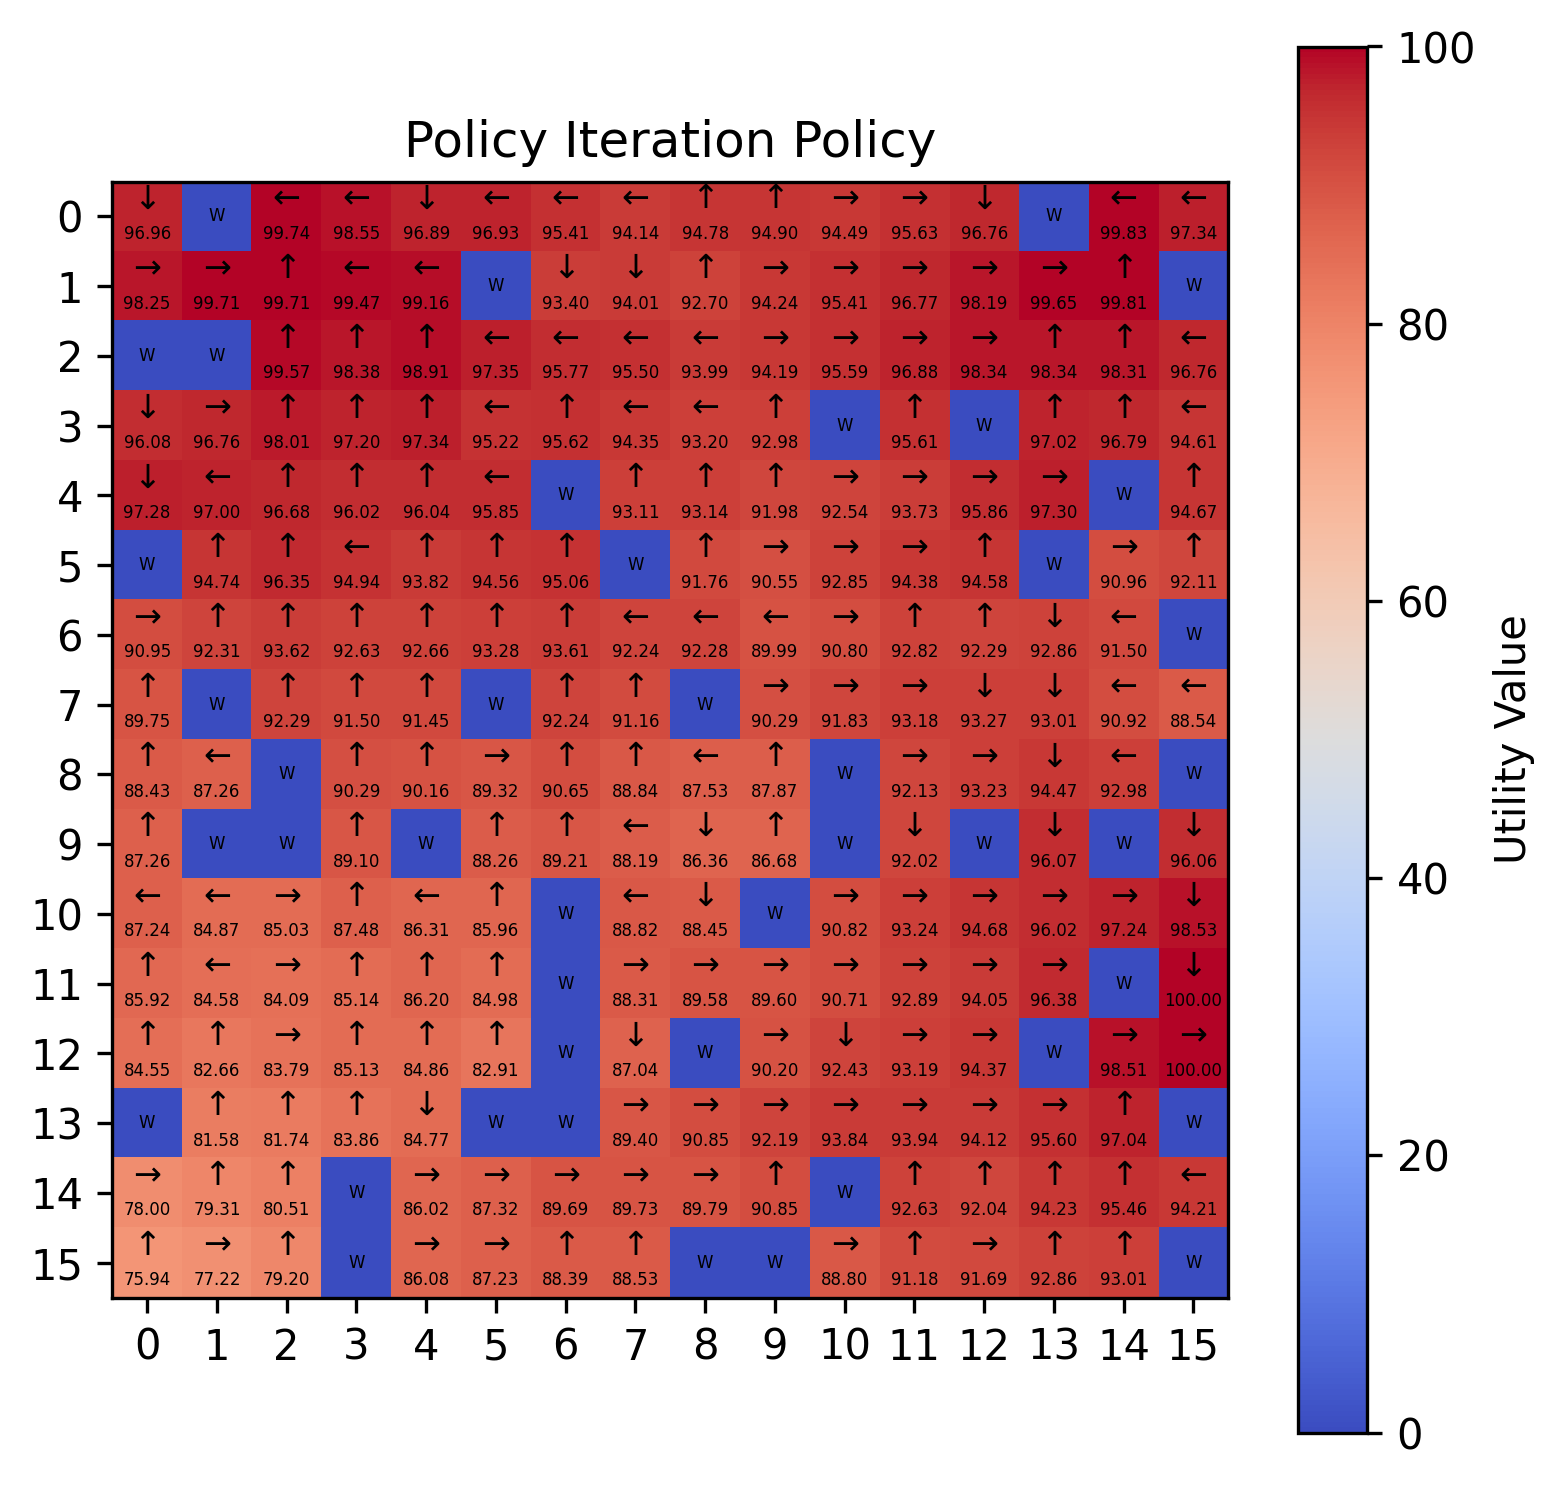 Policy Iteration Policy
0 ↓ W ← ← ↓ ← ← ← ↑ ↑ → → ↓ W ← ←
96.96 99.74 98.55 96.89 96.93 95.41 94.14 94.78 94.90 94.49 95.63 96.76 99.83 97.34
1 → → ↑ ← ← W ↓ ↓ ↑ → → → → → ↑ W
98.25 99.71 99.71 99.47 99.16 93.40 94.01 92.70 94.24 95.41 96.77 98.19 99.65 99.81
2 W W ↑ ↑ ↑ ← ← ← ← → → → → ↑ ↑ ←
99.57 98.38 98.91 97.35 95.77 95.50 93.99 94.19 95.59 96.88 98.34 98.34 98.31 96.76
3 ↓ → ↑ ↑ ↑ ← ↑ ← ← ↑ W ↑ W ↑ ↑ ←
96.08 96.76 98.01 97.20 97.34 95.22 95.62 94.35 93.20 92.98 95.61 97.02 96.79 94.61
4 ↓ ← ↑ ↑ ↑ ← W ↑ ↑ ↑ → → → → W ↑
97.28 97.00 96.68 96.02 96.04 95.85 93.11 93.14 91.98 92.54 93.73 95.86 97.30 94.67
5 W ↑ ↑ ← ↑ ↑ ↑ W ↑ → → → ↑ W → ↑
94.74 96.35 94.94 93.82 94.56 95.06 91.76 90.55 92.85 94.38 94.58 90.96 92.11
6 → ↑ ↑ ↑ ↑ ↑ ↑ ← ← ← → ↑ ↑ ↓ ← W
90.95 92.31 93.62 92.63 92.66 93.28 93.61 92.24 92.28 89.99 90.80 92.82 92.29 92.86 91.50
7 ↑ W ↑ ↑ ↑ W ↑ ↑ W → → → ↓ ↓ ← ←
89.75 92.29 91.50 91.45 92.24 91.16 90.29 91.83 93.18 93.27 93.01 90.92 88.54
8 ↑ ← W ↑ ↑ → ↑ ↑ ← ↑ W → → ↓ ← W
88.43 87.26 90.29 90.16 89.32 90.65 88.84 87.53 87.87 92.13 93.23 94.47 92.98
9 ↑ W W ↑ W ↑ ↑ ← ↓ ↑ W ↓ W ↓ W ↓
87.26 89.10 88.26 89.21 88.19 86.36 86.68 92.02 96.07 96.06
10 ← ← → ↑ ← ↑ W ← ↓ W → → → → → ↓
87.24 84.87 85.03 87.48 86.31 85.96 88.82 88.45 90.82 93.24 94.68 96.02 97.24 98.53
11 ↑ ← → ↑ ↑ ↑ W → → → → → → → W ↓
85.92 84.58 84.09 85.14 86.20 84.98 88.31 89.58 89.60 90.71 92.89 94.05 96.38 100.00
12 ↑ ↑ → ↑ ↑ ↑ W ↓ W → ↓ → → W → →
84.55 82.66 83.79 85.13 84.86 82.91 87.04 90.20 92.43 93.19 94.37 98.51 100.00
13 W ↑ ↑ ↑ ↓ W W → → → → → → → ↑ W
81.58 81.74 83.86 84.77 89.40 90.85 92.19 93.84 93.94 94.12 95.60 97.04
14 → ↑ ↑ W → → → → → ↑ W ↑ ↑ ↑ ↑ ←
78.00 79.31 80.51 86.02 87.32 89.69 89.73 89.79 90.85 92.63 92.04 94.23 95.46 94.21
15 ↑ → ↑ W → → ↑ ↑ W W → ↑ → ↑ ↑ W
75.94 77.22 79.20 86.08 87.23 88.39 88.53 88.80 91.18 91.69 92.86 93.01
0 1 2 3 4 5 6 7 8 9 10 11 12 13 14 15
100
80
60
40
20
0
Utility Value